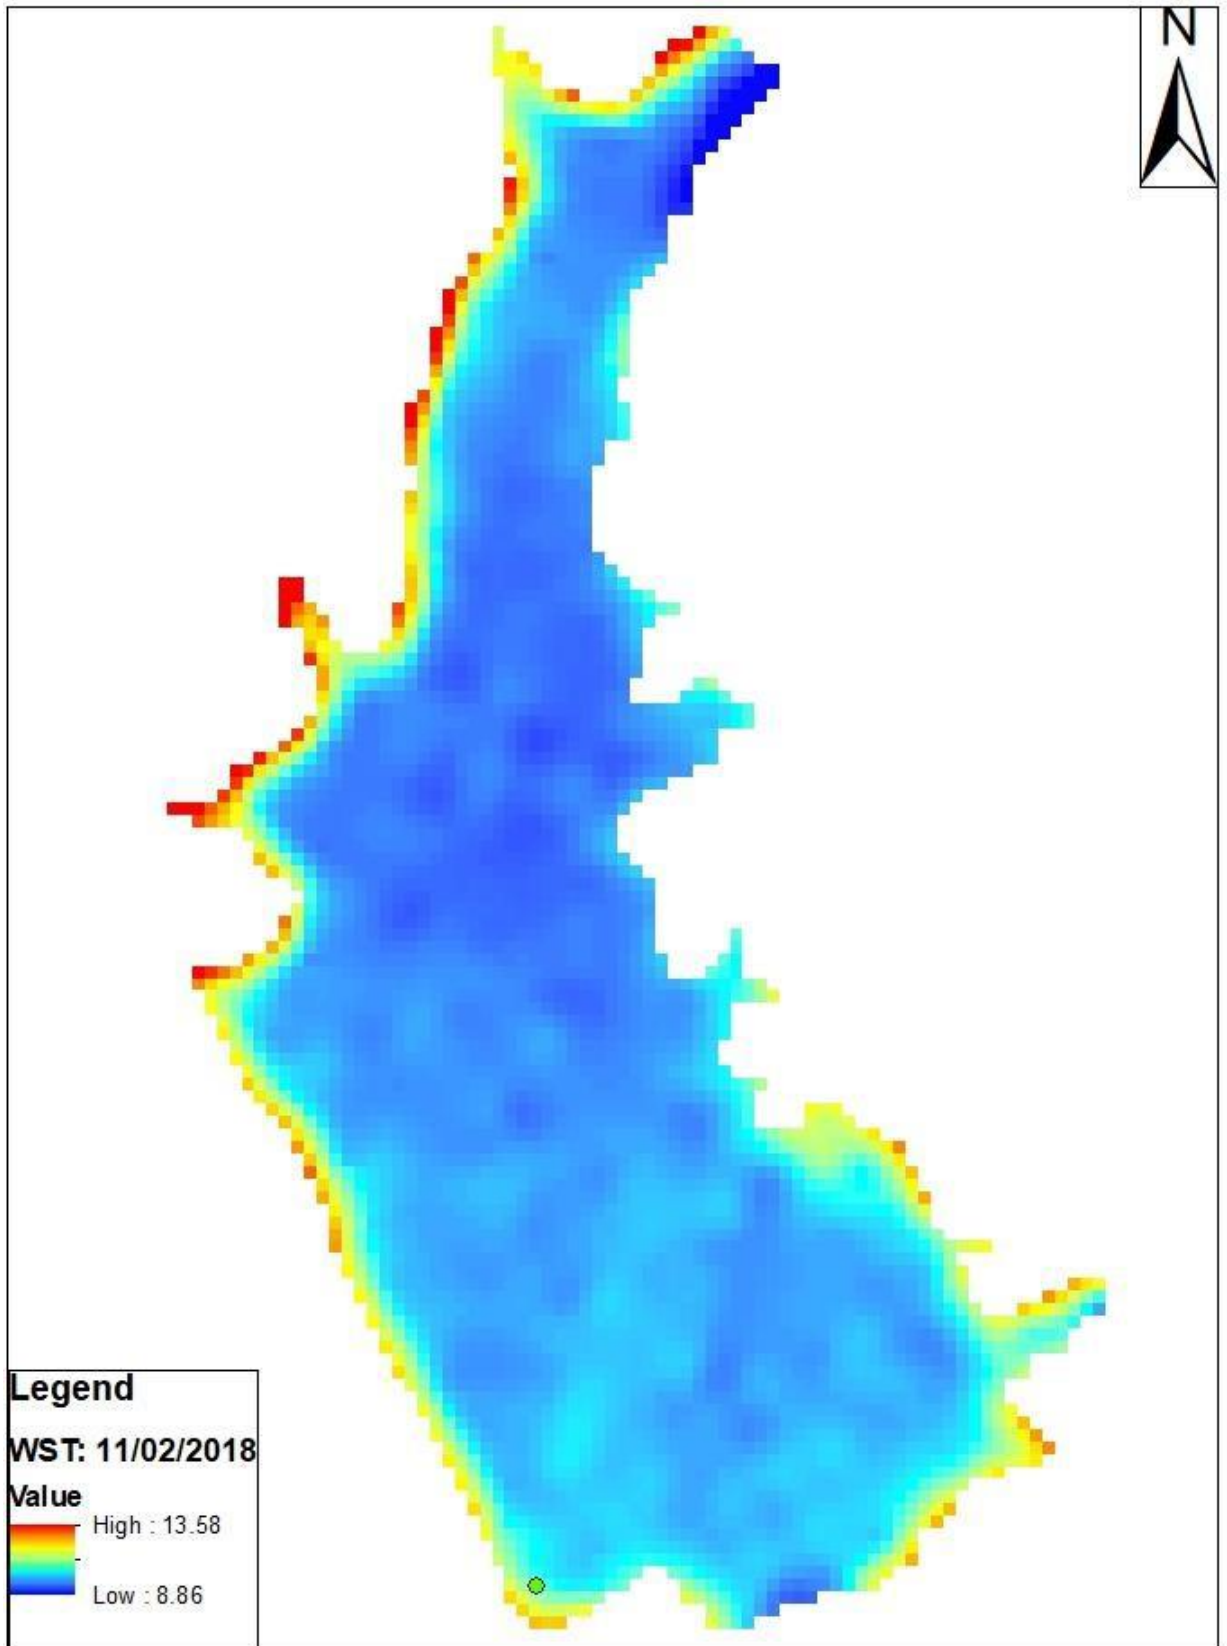 N
Legend
WST: 11/02/2018
Value
High : 13.58
Low : 8.86